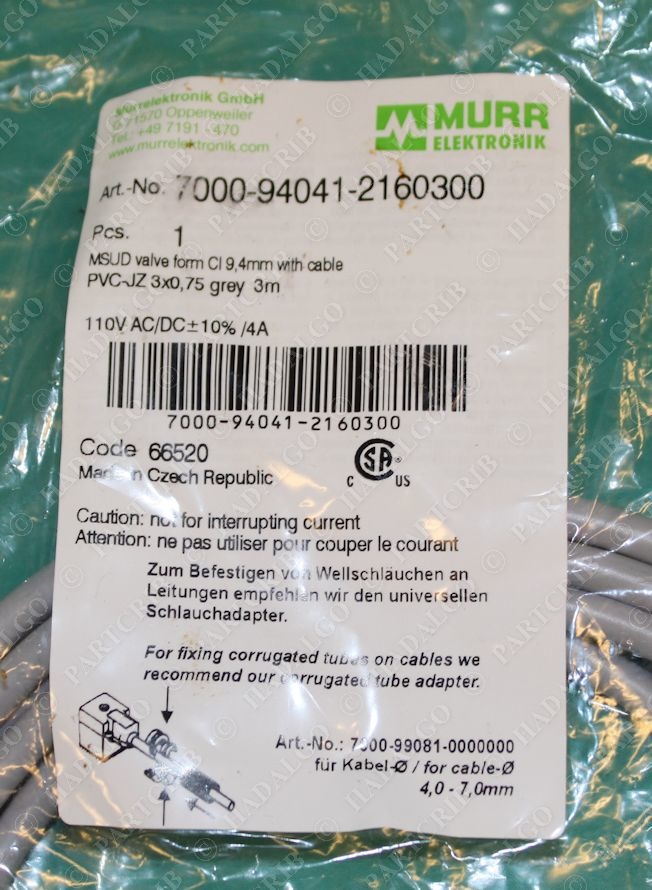 Murrelektronik GmbH
D-71570 Oppenweiler
Tel.: +49 7191 470
www.murrelektronik.com
MURR
ELEKTRONIK
Art.-No. 7000-94041-2160300
Pcs. 1
MSUD valve form CI 9,4mm with cable
PVC-JZ 3x0,75 grey 3m
110V AC/DC ± 10% /4A
7000-94041-2160300
Code 66520
Made in Czech Republic
C SA ® US
Caution: not for interrupting current
Attention: ne pas utiliser pour couper le courant
Zum Befestigen von Wellschläuchen an
Leitungen empfehlen wir den universellen
Schlauchadapter.
For fixing corrugated tubes on cables we
recommend our corrugated tube adapter.
Art.-No.: 7000-99081-0000000
für Kabel-Ø / for cable-Ø
4,0 - 7,0mm
© PARTCRIB
© HADALGO